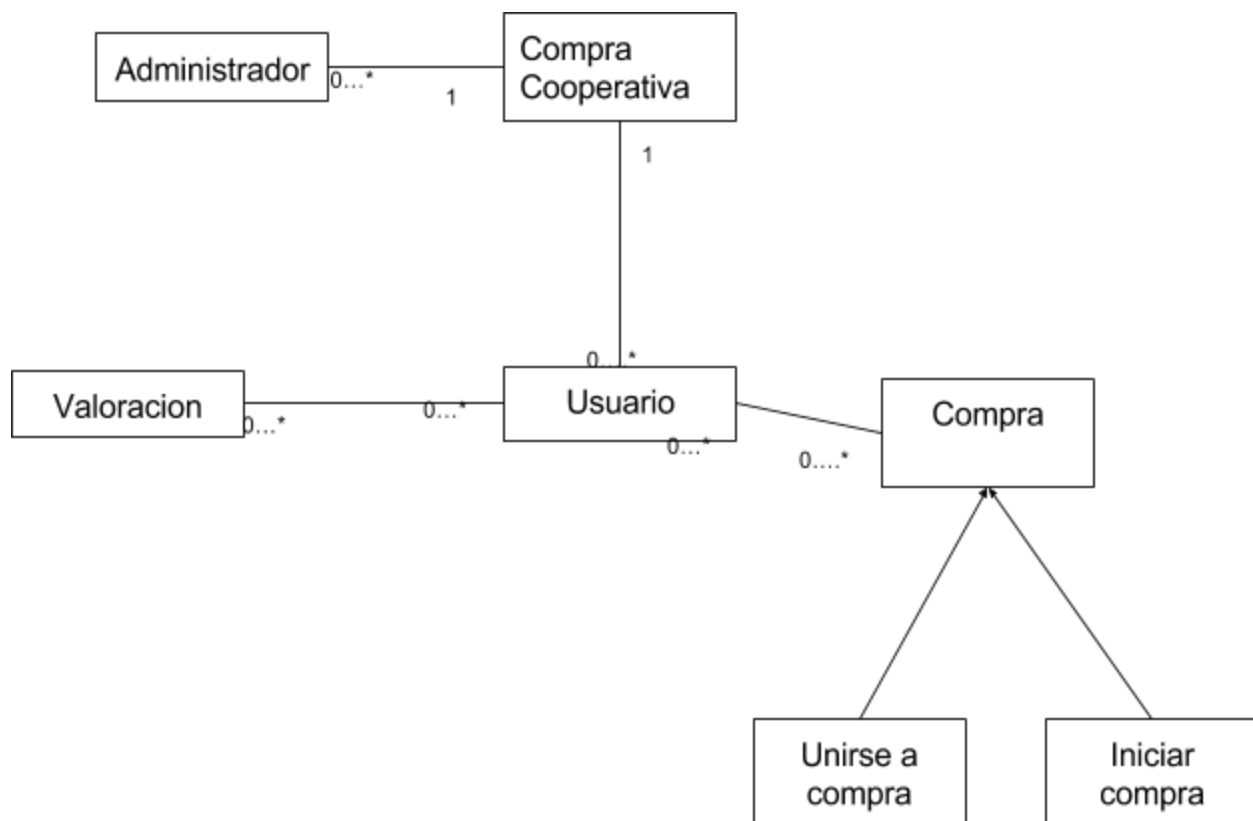 Administrador
0...*
1
Compra
Cooperativa
1
0....*
Valoracion
0...*
0...*
Usuario
0...*
0....*
Compra
Unirse a
compra
Iniciar
compra